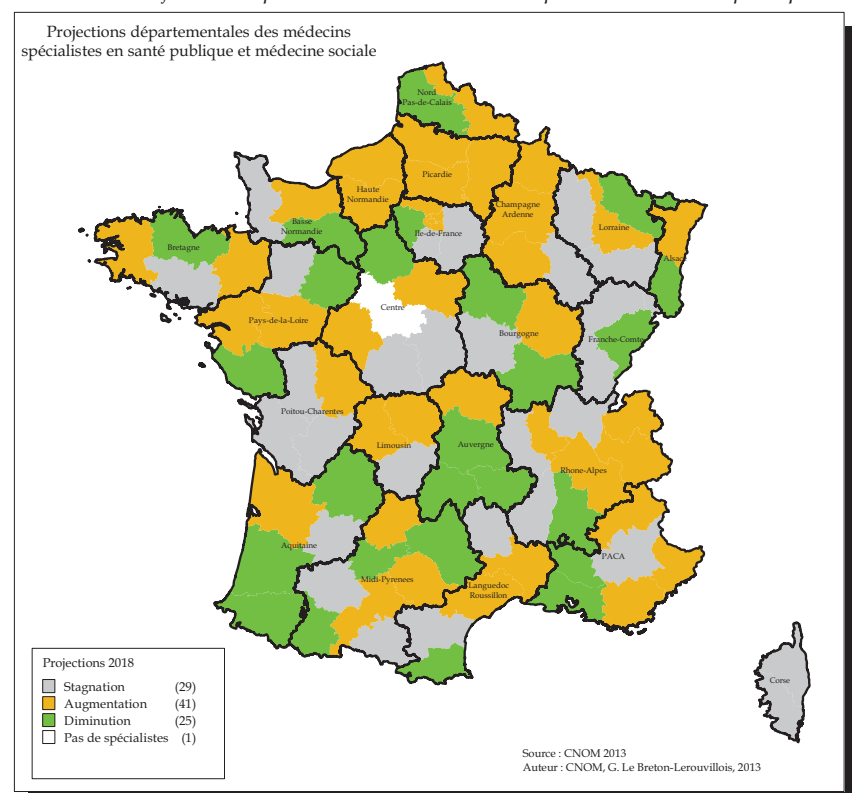 Projections départementales des médecins
spécialistes en santé publique et médecine sociale
Nord
Pas-de-Calais
Picardie
Haute
Normandie
Champagne
Ardenne
Basse
Normandie
Ile-de-France
Lorraine
Alsace
Bretagne
Centre
Pays-de-la-Loire
Bourgogne
Franche-Comte
Poitou-Charentes
Limousin
Auvergne
Rhone-Alpes
Aquitaine
PACA
Midi-Pyrenees
Languedoc
Roussillon
Corse
Projections 2018
Stagnation (29)
Augmentation (41)
Diminution (25)
Pas de spécialistes (1)
Source : CNOM 2013
Auteur : CNOM, G. Le Breton-Lerouvillois, 2013